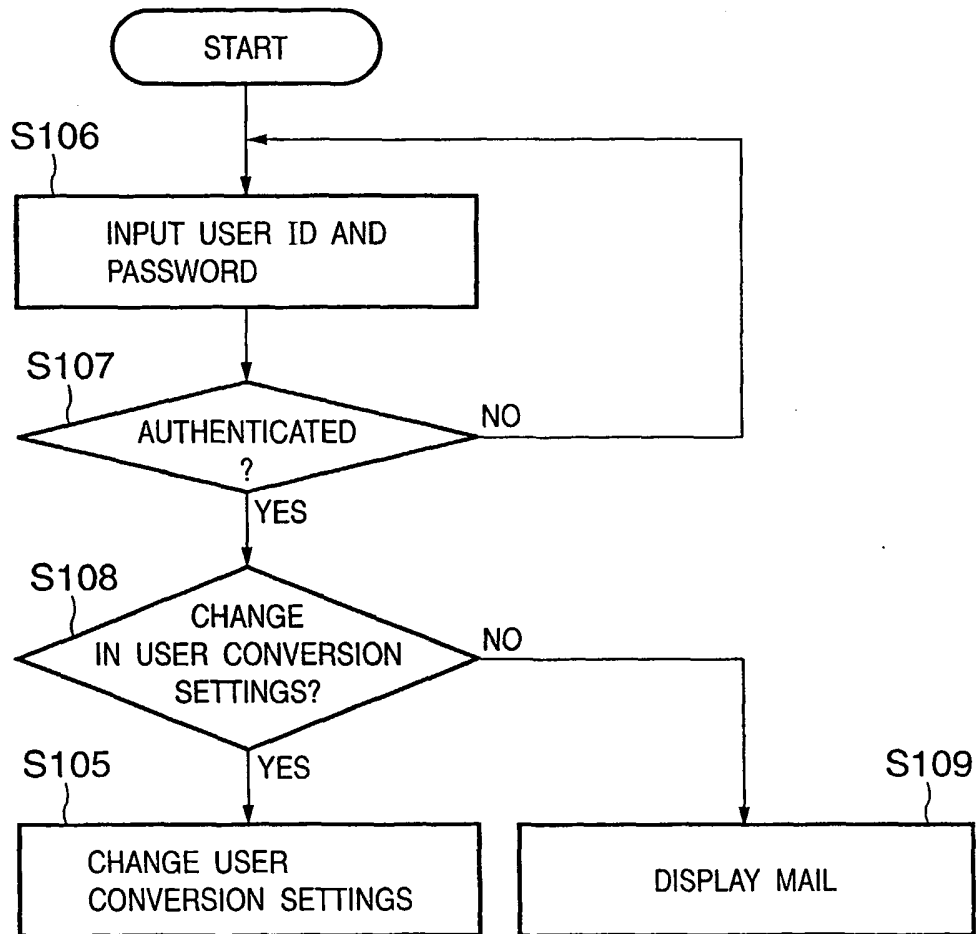 START
S106
INPUT USER ID AND
PASSWORD
S107
AUTHENTICATED
?
NO
YES
S108
CHANGE
IN USER CONVERSION
SETTINGS?
NO
YES
S105
CHANGE USER
CONVERSION SETTINGS
S109
DISPLAY MAIL